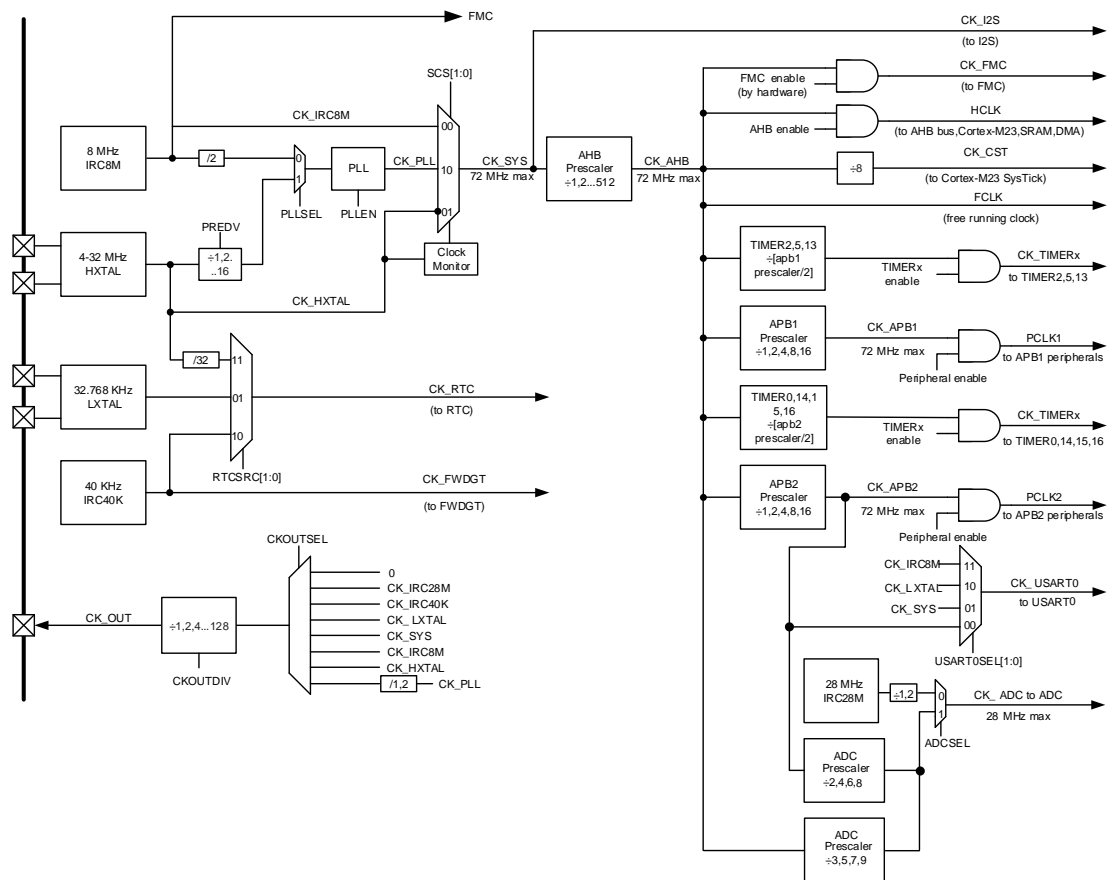 FMC
CK_I2S
(to I2S)
SCS[1:0]
FMC enable
(by hardware)
CK_FMC
(to FMC)
CK_IRC8M
00
AHB enable
HCLK
(to AHB bus,Cortex-M23,SRAM,DMA)
8 MHz
IRC8M
/2
0
1
PLL
CK_PLL
10
CK_SYS
72 MHz max
AHB
Prescaler
÷1,2...512
CK_AHB
72 MHz max
÷8
CK_CST
(to Cortex-M23 SysTick)
PLLSEL
PLLEN
01
FCLK
(free running clock)
PREDV
4-32 MHz
HXTAL
÷1,2.
..16
Clock
Monitor
TIMER2,5,13
÷[apb1
prescaler/2]
TIMERx
enable
CK_TIMERx
to TIMER2,5,13
CK_HXTAL
/32
11
APB1
Prescaler
÷1,2,4,8,16
CK_APB1
72 MHz max
Peripheral enable
PCLK1
to APB1 peripherals
32.768 KHz
LXTAL
01
CK_RTC
(to RTC)
10
TIMER0,14,1
5,16
÷[apb2
prescaler/2]
TIMERx
enable
CK_TIMERx
to TIMER0,14,15,16
RTCSRC[1:0]
40 KHz
IRC40K
CK_FWDGT
(to FWDGT)
APB2
Prescaler
÷1,2,4,8,16
CK_APB2
72 MHz max
Peripheral enable
PCLK2
to APB2 peripherals
CKOUTSEL
0
CK_IRC28M
CK_IRC40K
CK_ LXTAL
CK_SYS
CK_IRC8M
CK_HXTAL
/1,2
CK_PLL
CK_OUT
÷1,2,4...128
CKOUTDIV
CK_IRC8M
11
CK_LXTAL
10
CK_SYS
01
00
CK_USART0
to USART0
USART0SEL[1:0]
28 MHz
IRC28M
÷1,2
0
1
CK_ ADC to ADC
28 MHz max
ADCSEL
ADC
Prescaler
÷2,4,6,8
ADC
Prescaler
÷3,5,7,9